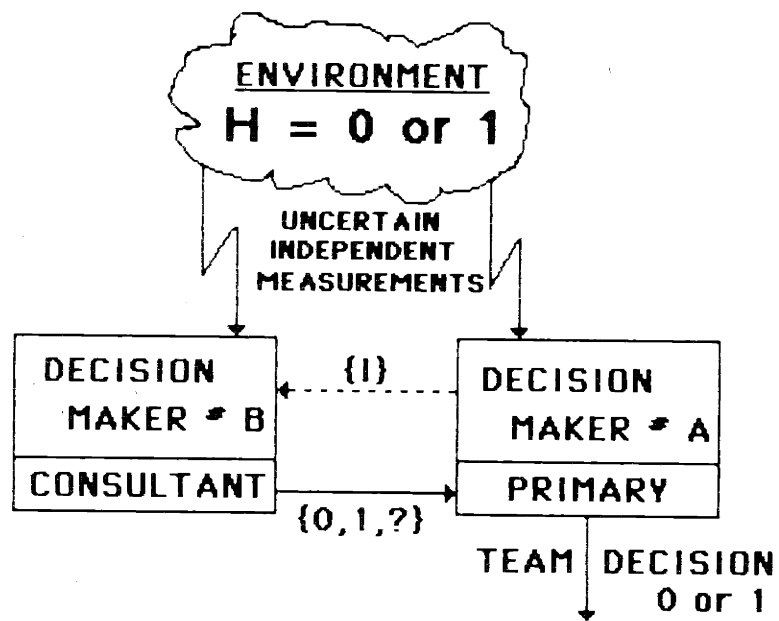 ENVIRONMENT
H = 0 or 1
UNCERTAIN
INDEPENDENT
MEASUREMENTS
DECISION
MAKER # B
CONSULTANT
{I}
{0,1,?}
DECISION
MAKER # A
PRIMARY
TEAM DECISION
0 or 1